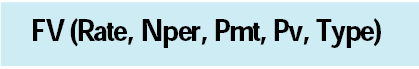 FV (Rate, Nper, Pmt, Pv, Type)